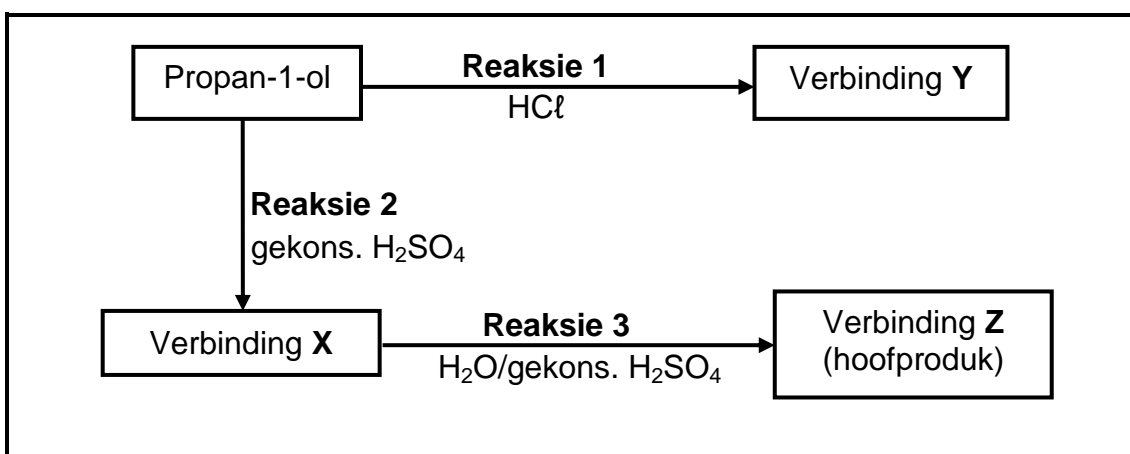 Propan-1-ol
Reaksie 1
HCℓ
Verbinding Y
Reaksie 2
gekons. H₂SO₄
Verbinding X
Reaksie 3
H₂O/gekons. H₂SO₄
Verbinding Z
(hoofproduk)